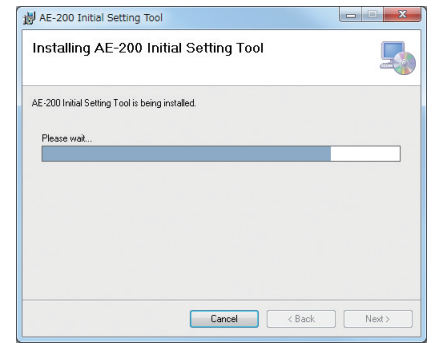 AE-200 Initial Setting Tool
Installing AE-200 Initial Setting Tool
AE-200 Initial Setting Tool is being installed.
Please wait...
Cancel
< Back
Next >